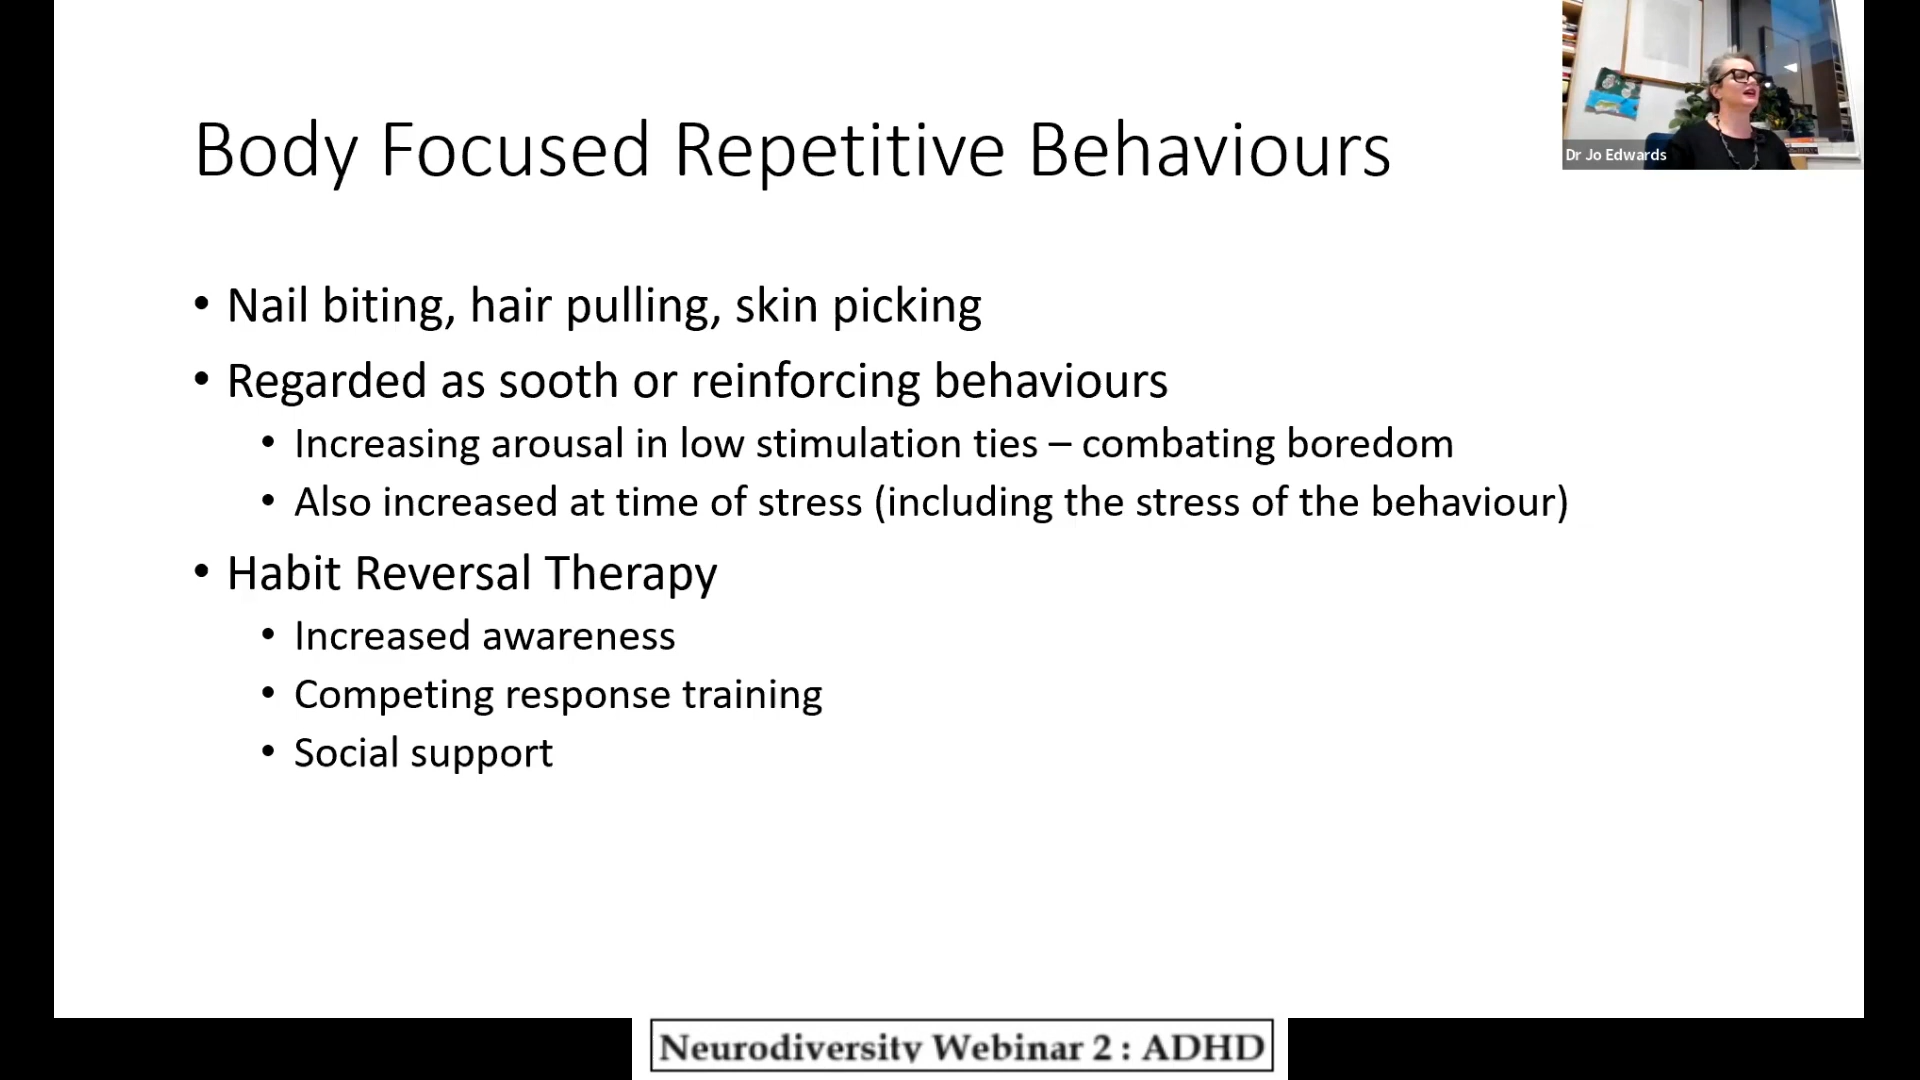 Body Focused Repetitive Behaviours
Dr Jo Edwards
• Nail biting, hair pulling, skin picking
• Regarded as sooth or reinforcing behaviours
• Increasing arousal in low stimulation ties – combating boredom
• Also increased at time of stress (including the stress of the behaviour)
• Habit Reversal Therapy
• Increased awareness
• Competing response training
• Social support
Neurodiversity Webinar 2 : ADHD